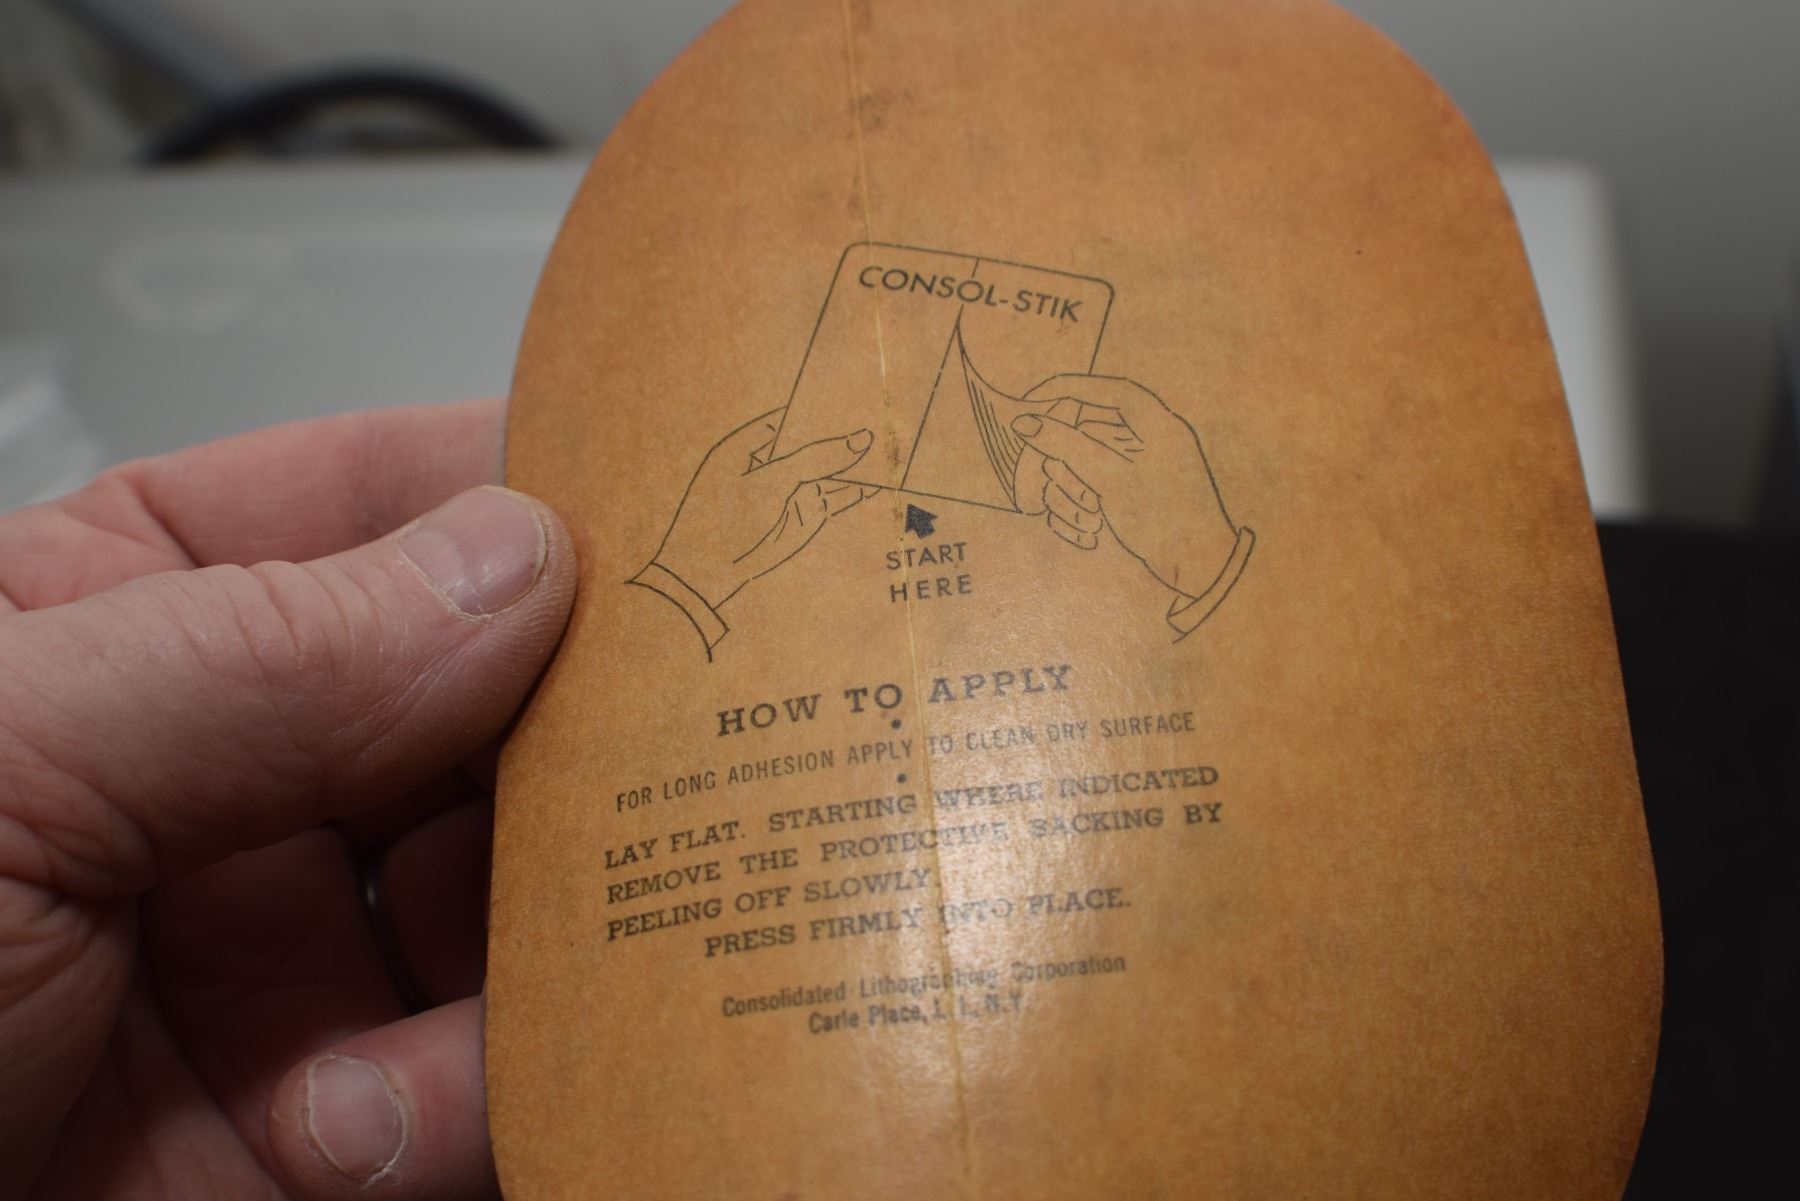 CONSOL-STIK
START
HERE
HOW TO APPLY
•
FOR LONG ADHESION APPLY TO CLEAN DRY SURFACE
•
LAY FLAT. STARTING WHERE INDICATED
REMOVE THE PROTECTIVE BACKING BY
PEELING OFF SLOWLY.
PRESS FIRMLY INTO PLACE.
Consolidated Lithographing Corporation
Carle Place, L. I., N.Y.